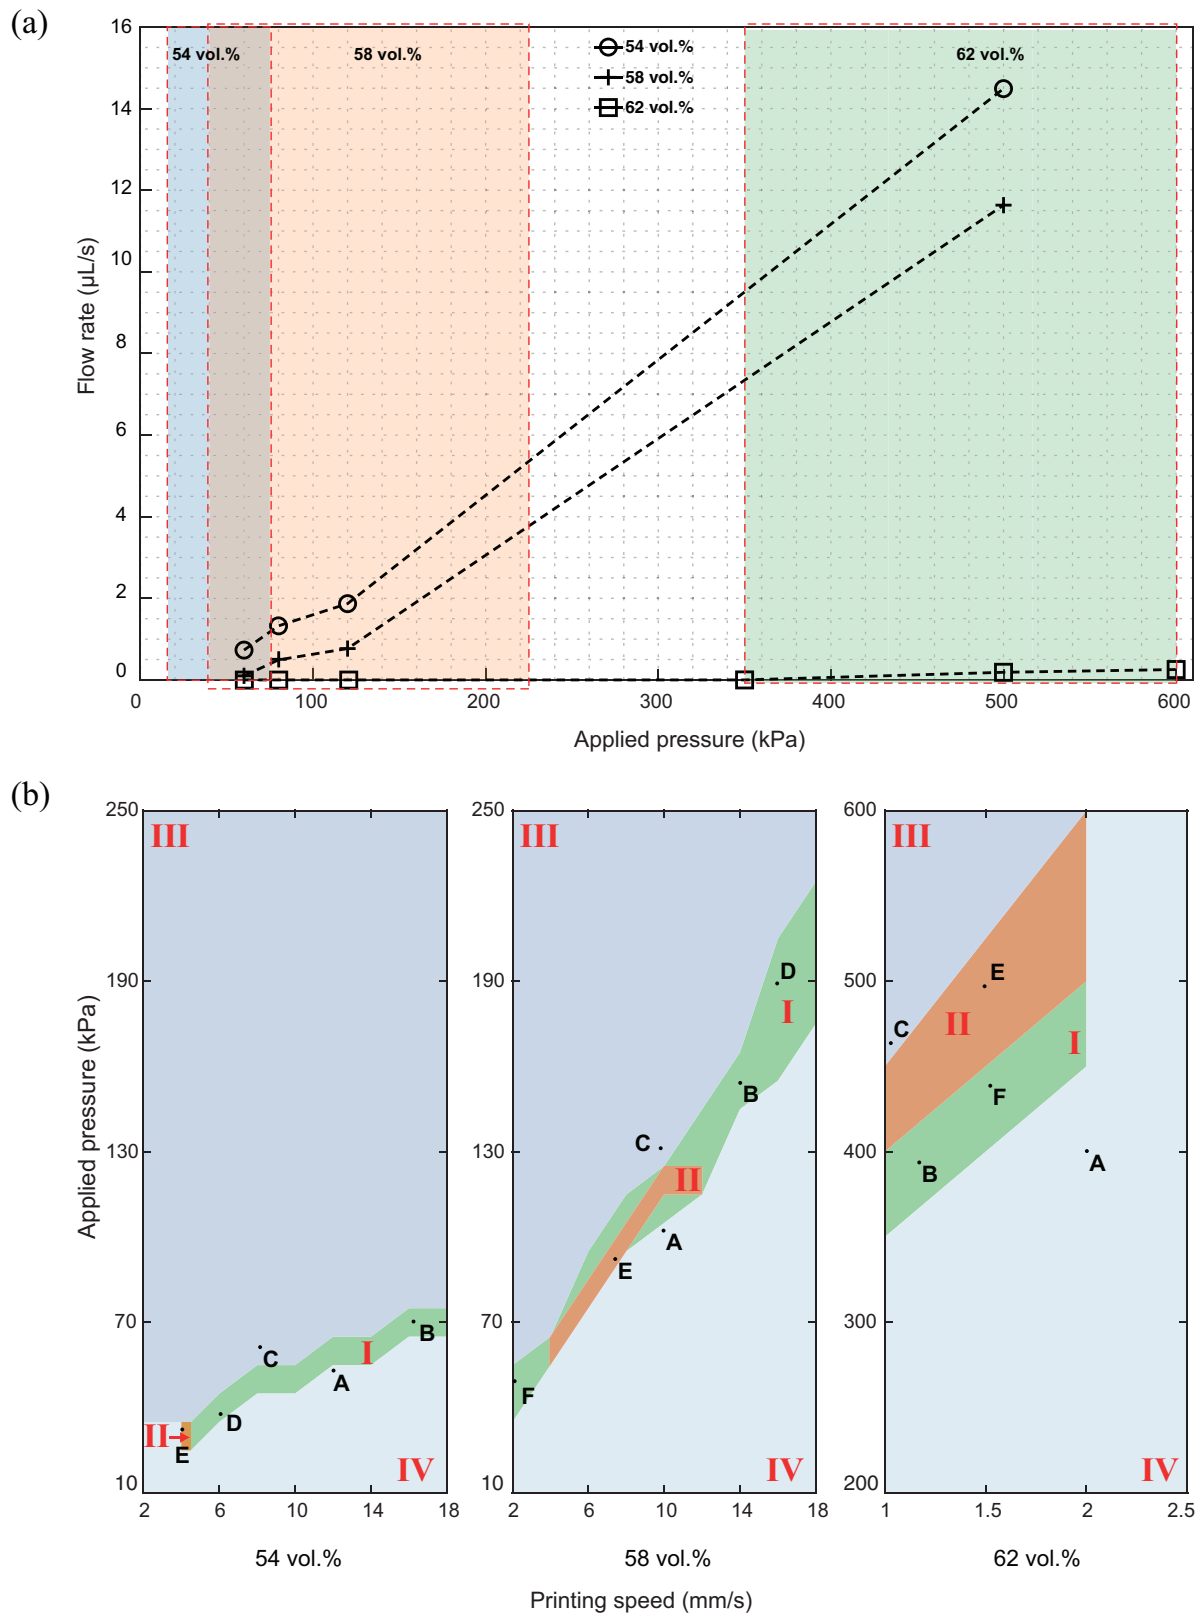 (a)
16
14
12
10
8
6
4
2
0
Flow rate (µL/s)
54 vol.%
58 vol.%
62 vol.%
54 vol.%
58 vol.%
62 vol.%
0 100 200 300 400 500 600
Applied pressure (kPa)
(b)
Applied pressure (kPa)
250
190
130
70
10
III
C
A
I
B
D
II
E
IV
2 6 10 14 18
54 vol.%
250
190
130
70
10
III
D
I
B
C
II
A
E
F
IV
2 6 10 14 18
58 vol.%
600
500
400
300
200
III
E
C
II
I
F
B
A
IV
1 1.5 2 2.5
62 vol.%
Printing speed (mm/s)